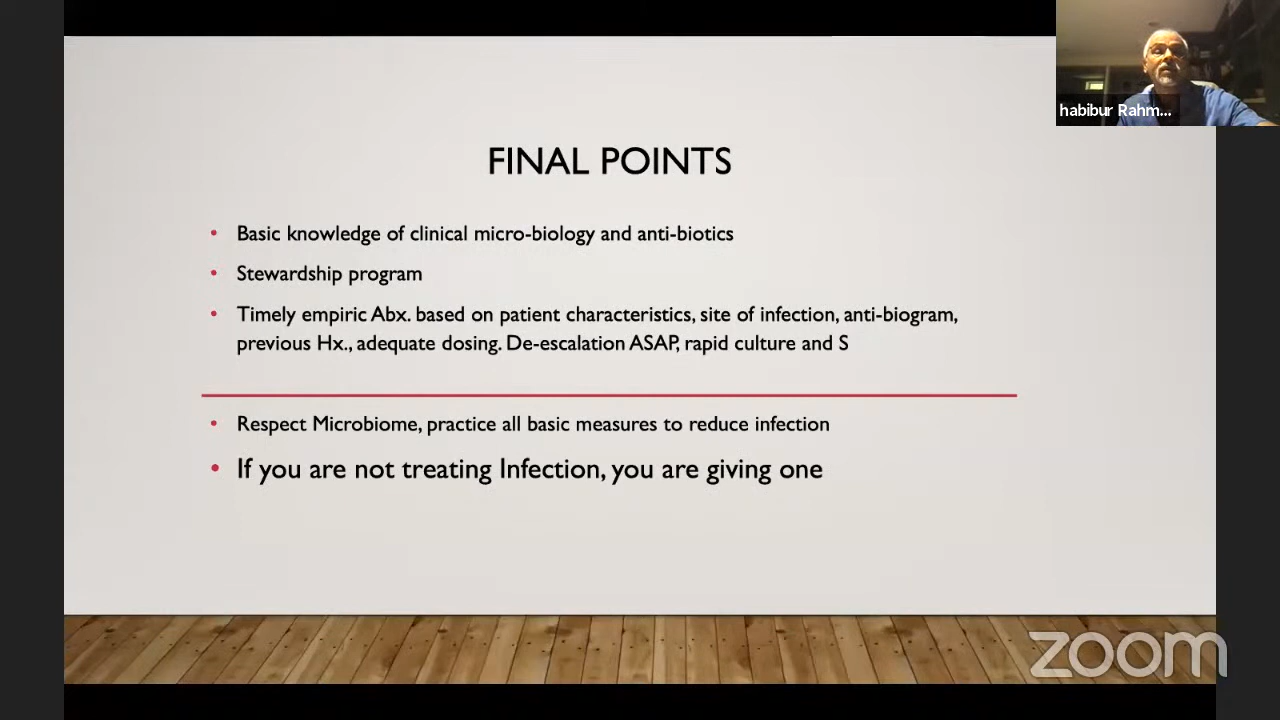 habibur Rahm...
FINAL POINTS
• Basic knowledge of clinical micro-biology and anti-biotics
• Stewardship program
• Timely empiric Abx. based on patient characteristics, site of infection, anti-biogram,
previous Hx., adequate dosing. De-escalation ASAP, rapid culture and S
• Respect Microbiome, practice all basic measures to reduce infection
• If you are not treating Infection, you are giving one
zoom